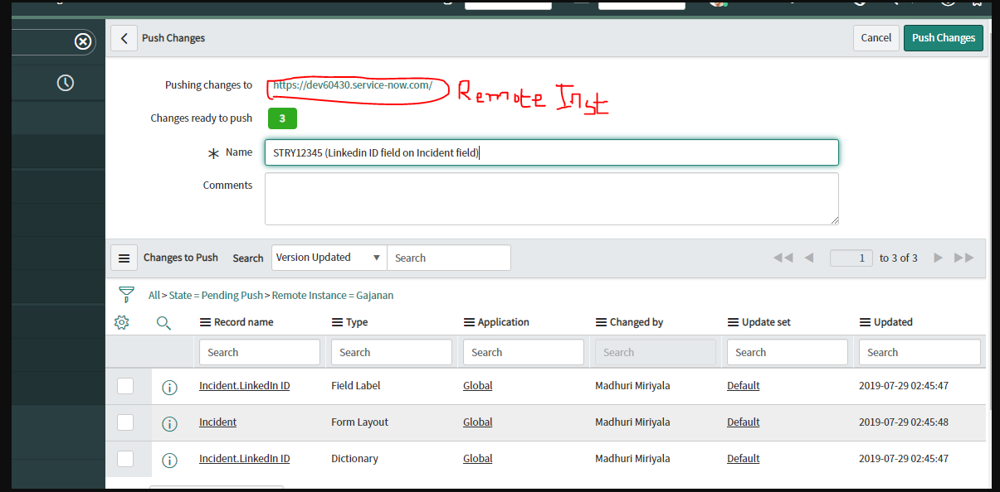 Push Changes
Cancel
Push Changes
Pushing changes to
https://dev60430.service-now.com/
Remote Inst
Changes ready to push
3
Name
STRY12345 (Linkedin ID field on Incident field)
Comments
Changes to Push
Search
Version Updated
Search
1
to 3 of 3
All > State = Pending Push > Remote Instance = Gajanan
Record name
Type
Application
Changed by
Update set
Updated
Search
Search
Search
Search
Search
Search
Incident.LinkedIn ID
Field Label
Global
Madhuri Miriyala
Default
2019-07-29 02:45:47
Incident
Form Layout
Global
Madhuri Miriyala
Default
2019-07-29 02:45:48
Incident.LinkedIn ID
Dictionary
Global
Madhuri Miriyala
Default
2019-07-29 02:45:47